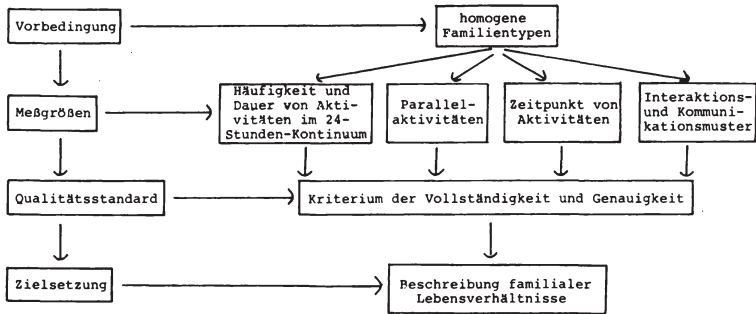 Vorbedingung
homogene
Familientypen
Meßgrößen
Häufigkeit und
Dauer von Akti-
vitäten im 24-
Stunden-Kontinuum
Parallel-
aktivitäten
Zeitpunkt von
Aktivitäten
Interaktions-
und Kommuni-
kationsmuster
Qualitätsstandard
Kriterium der Vollständigkeit und Genauigkeit
Zielsetzung
Beschreibung familialer
Lebensverhältnisse